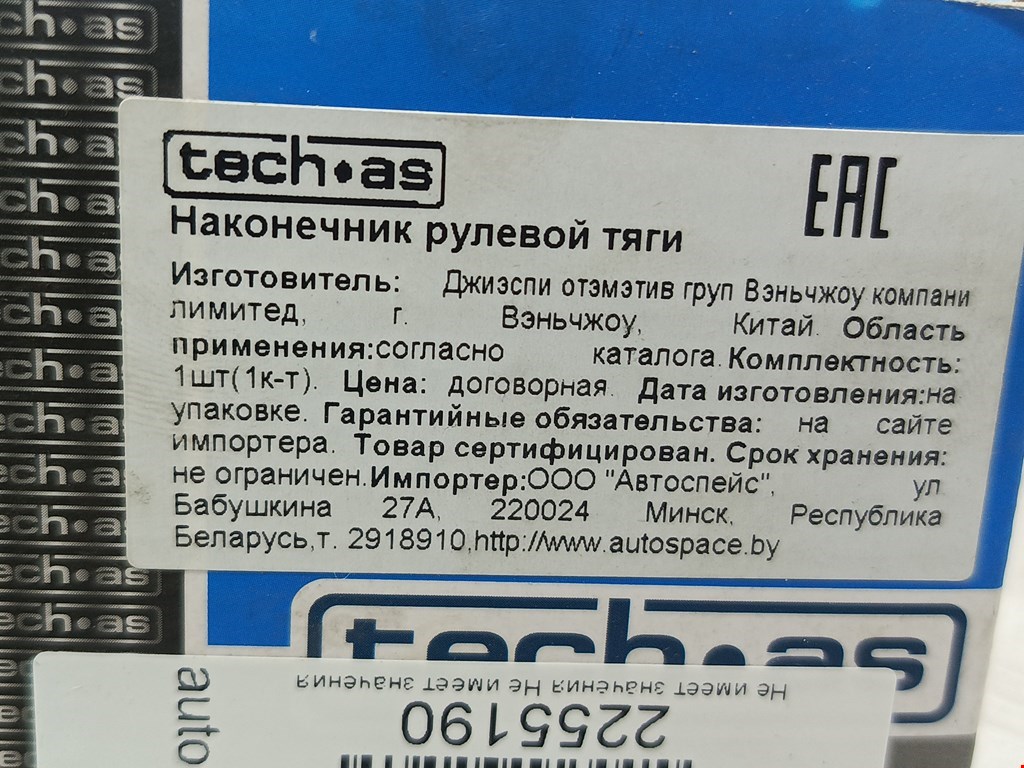 tech•as
EAC
Наконечник рулевой тяги
Изготовитель: Джиэспи отэмэтив груп Вэньчжоу компани
лимитед, г. Вэньчжоу, Китай. Область
применения:согласно каталога.Комплектность:
1шт(1к-т). Цена: договорная. Дата изготовления:на
упаковке. Гарантийные обязательства: на сайте
импортера. Товар сертифицирован. Срок хранения:
не ограничен.Импортер:ООО "Автоспейс", ул.
Бабушкина 27А, 220024 Минск, Республика
Беларусь,т. 2918910,http://www.autospace.by
tech•as
Не имеет значения Не имеет значения
2255190
auto